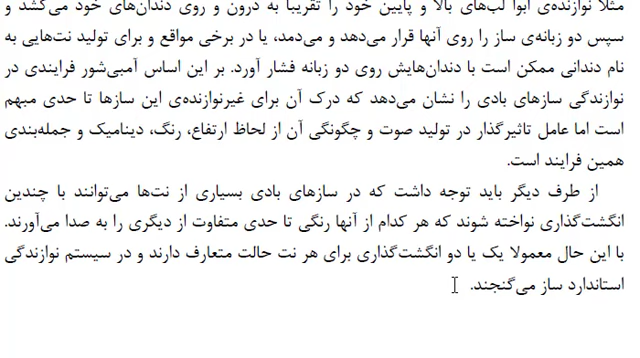 مثلا نوازنده‌ی ابوا لب‌های بالا و پایین خود را تقریبا به درون و روی دندان‌های خود می‌کشد و
سپس دو زبانه‌ی ساز را روی آنها قرار می‌دهد و می‌دمد، یا در برخی مواقع و برای تولید نت‌هایی به
نام دندانی ممکن است با دندان‌هایش روی دو زبانه فشار آورد. بر این اساس آمبی‌شور فرایندی در
نوازندگی سازهای بادی را نشان می‌دهد که درک آن برای غیرنوازنده‌ی این سازها تا حدی مبهم
است اما عامل تاثیرگذار در تولید صوت و چگونگی آن از لحاظ ارتفاع، رنگ، دینامیک و جمله‌بندی
همین فرایند است.
از طرف دیگر باید توجه داشت که در سازهای بادی بسیاری از نت‌ها می‌توانند با چندین
انگشت‌گذاری نواخته شوند که هر کدام از آنها رنگی تا حدی متفاوت از دیگری را به صدا می‌آورند.
با این حال معمولا یک یا دو انگشت‌گذاری برای هر نت حالت متعارف دارند و در سیستم نوازندگی
استاندارد ساز می‌گنجند.